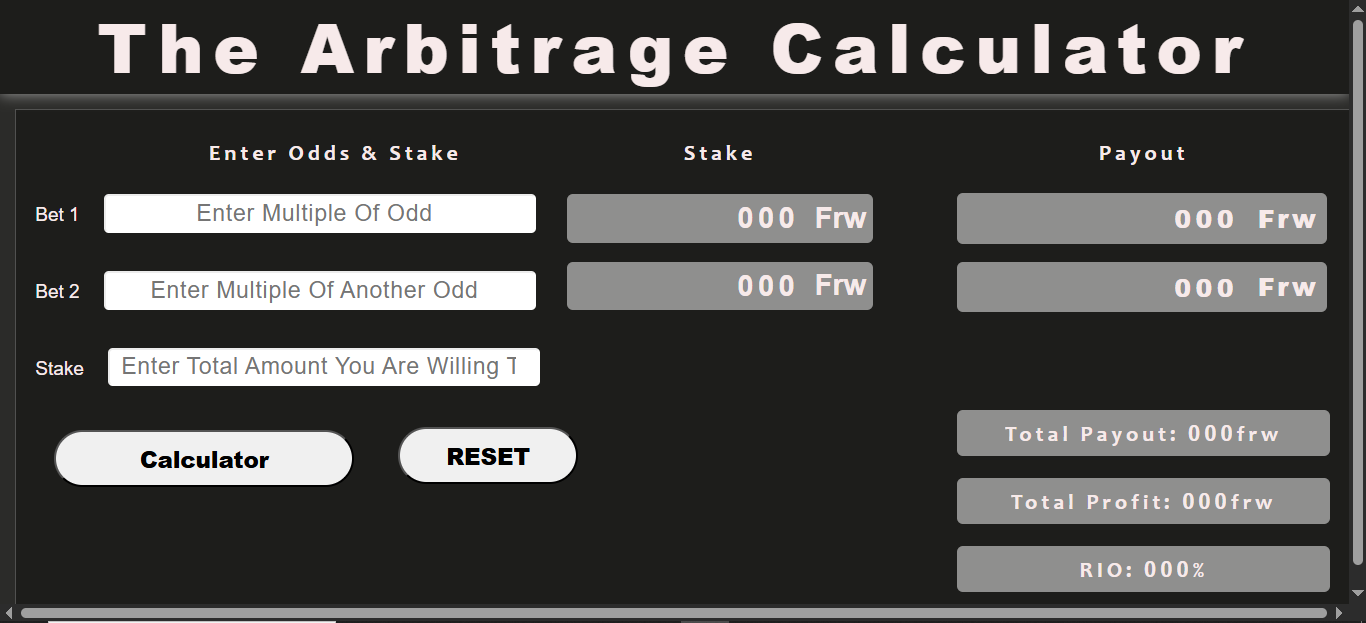 The Arbitrage Calculator
Enter Odds & Stake Stake Payout
Bet 1 Enter Multiple Of Odd 000 Frw 000 Frw
Bet 2 Enter Multiple Of Another Odd 000 Frw 000 Frw
Stake Enter Total Amount You Are Willing T
Calculator RESET
Total Payout: 000frw
Total Profit: 000frw
RIO: 000%